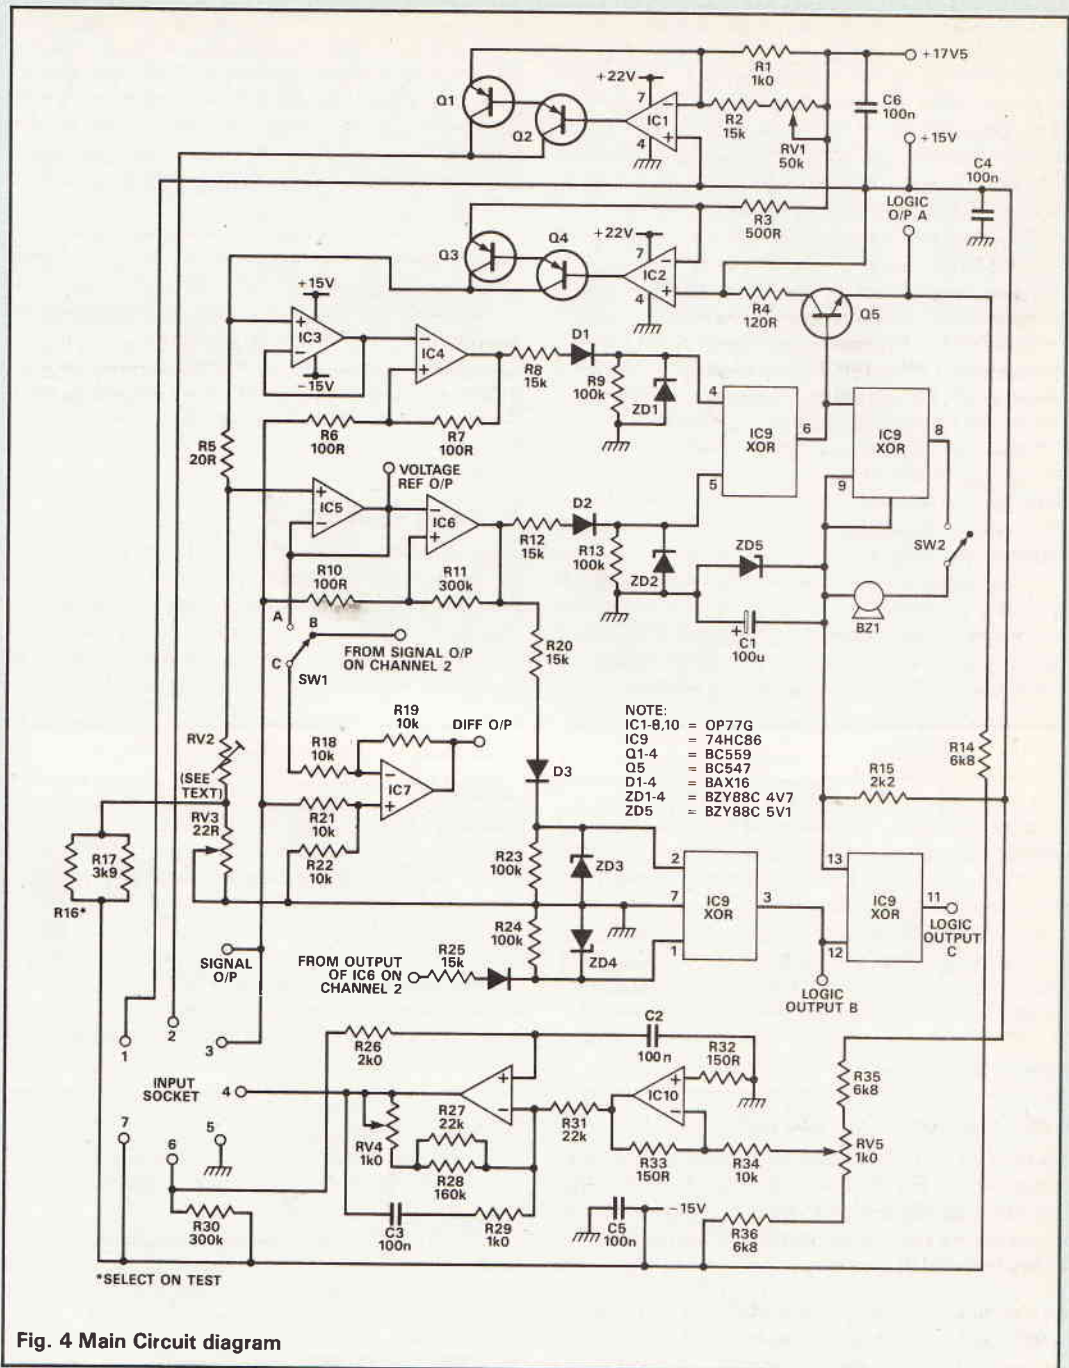 +17V5
R1
1k0
+22V
7
IC1
4
Q1
Q2
R2
15k
RV1
50k
C6
100n
+15V
C4
100n
LOGIC
O/P A
R3
500R
+22V
7
IC2
4
Q3
Q4
R4
120R
Q5
+15V
IC3
−15V
IC4
R8
15k
D1
R9
100k
ZD1
4
5
IC9
XOR
6
IC9
XOR
8
9
R5
20R
R6
100R
R7
100R
VOLTAGE
REF O/P
IC5
IC6
R12
15k
D2
R13
100k
ZD2
ZD5
SW2
BZ1
C1
100u
+
R10
100R
R11
300k
A
B
C
SW1
FROM SIGNAL O/P
ON CHANNEL 2
R20
15k
R19
10k
DIFF O/P
R18
10k
IC7
R21
10k
R22
10k
D3
NOTE:
IC1-8,10 = OP77G
IC9 = 74HC86
Q1-4 = BC559
Q5 = BC547
D1-4 = BAX16
ZD1-4 = BZY88C 4V7
ZD5 = BZY88C 5V1
R14
6k8
R15
2k2
RV2
(SEE
TEXT)
RV3
22R
R17
3k9
R16*
R23
100k
ZD3
R24
100k
ZD4
R25
15k
FROM OUTPUT
OF IC6 ON
CHANNEL 2
2
7
1
IC9
XOR
3
13
12
IC9
XOR
11
LOGIC
OUTPUT
C
LOGIC
OUTPUT B
SIGNAL
O/P
1
2
3
INPUT
SOCKET
4
5
6
7
R26
2k0
C2
100n
R32
150R
IC10
R27
22k
R28
160k
RV4
1k0
R31
22k
R33
150R
R34
10k
R35
6k8
RV5
1k0
R36
6k8
C3
100n
R29
1k0
C5
100n
−15V
R30
300k
*SELECT ON TEST
Fig. 4 Main Circuit diagram